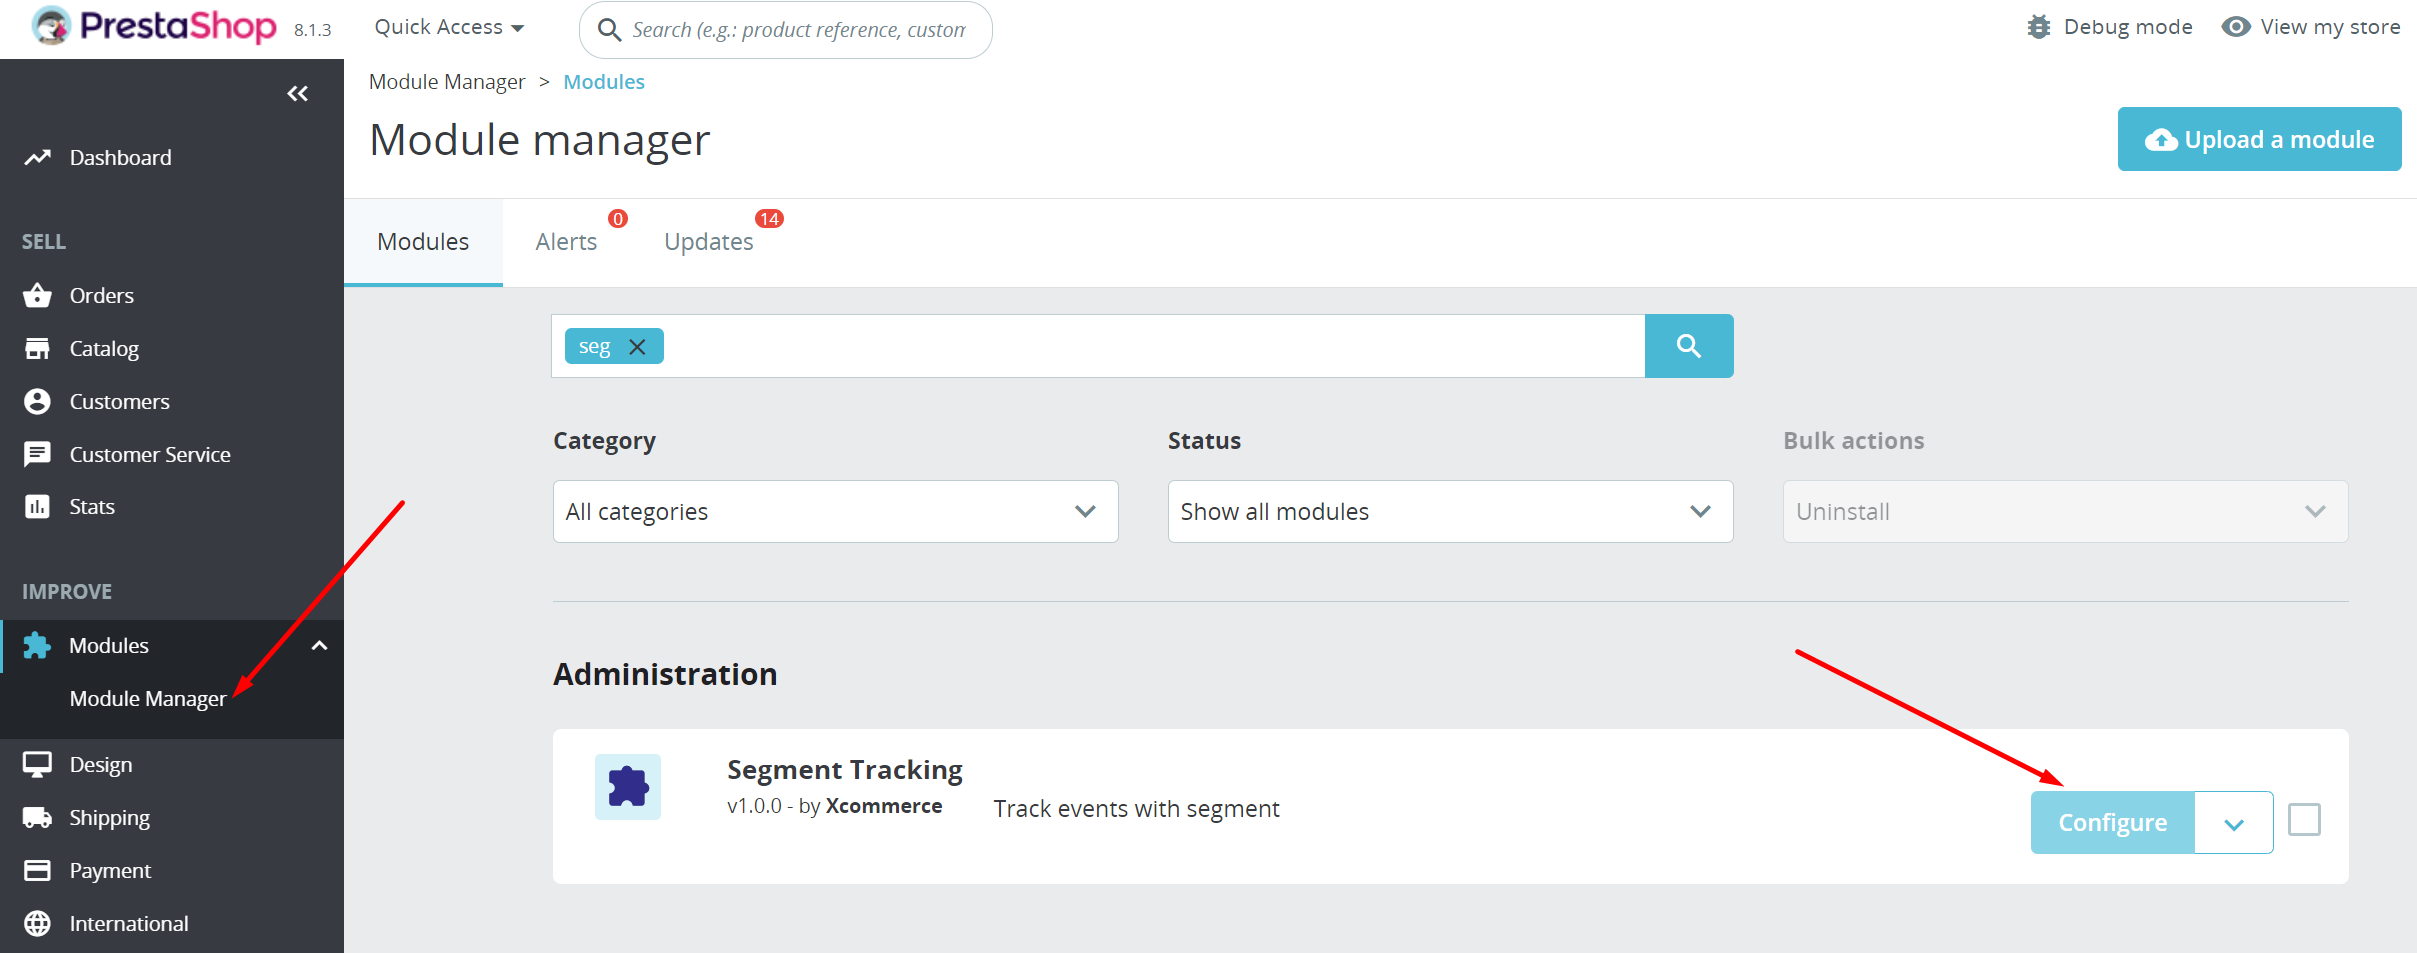 PrestaShop 8.1.3 Quick Access Search (e.g.: product reference, custom Debug mode View my store
Module Manager > Modules
Module manager
Upload a module
Dashboard
SELL
Orders
Catalog
Customers
Customer Service
Stats
IMPROVE
Modules
Module Manager
Design
Shipping
Payment
International
Modules Alerts 0 Updates 14
seg
Category Status Bulk actions
All categories Show all modules Uninstall
Administration
Segment Tracking
v1.0.0 - by Xcommerce Track events with segment
Configure